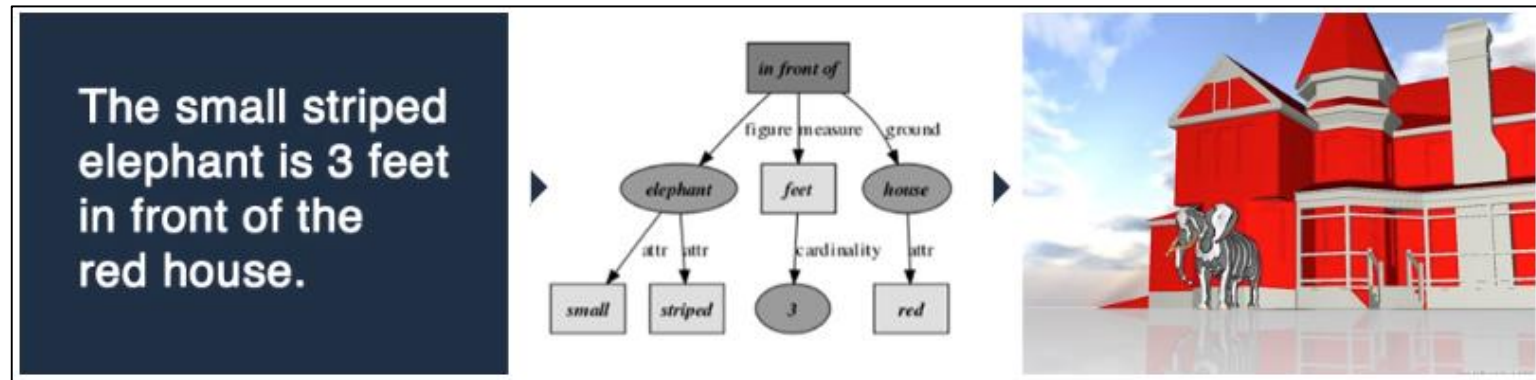 The small striped
elephant is 3 feet
in front of the
red house.
in front of
figure measure ground
elephant feet house
attr attr cardinality attr
small striped 3 red